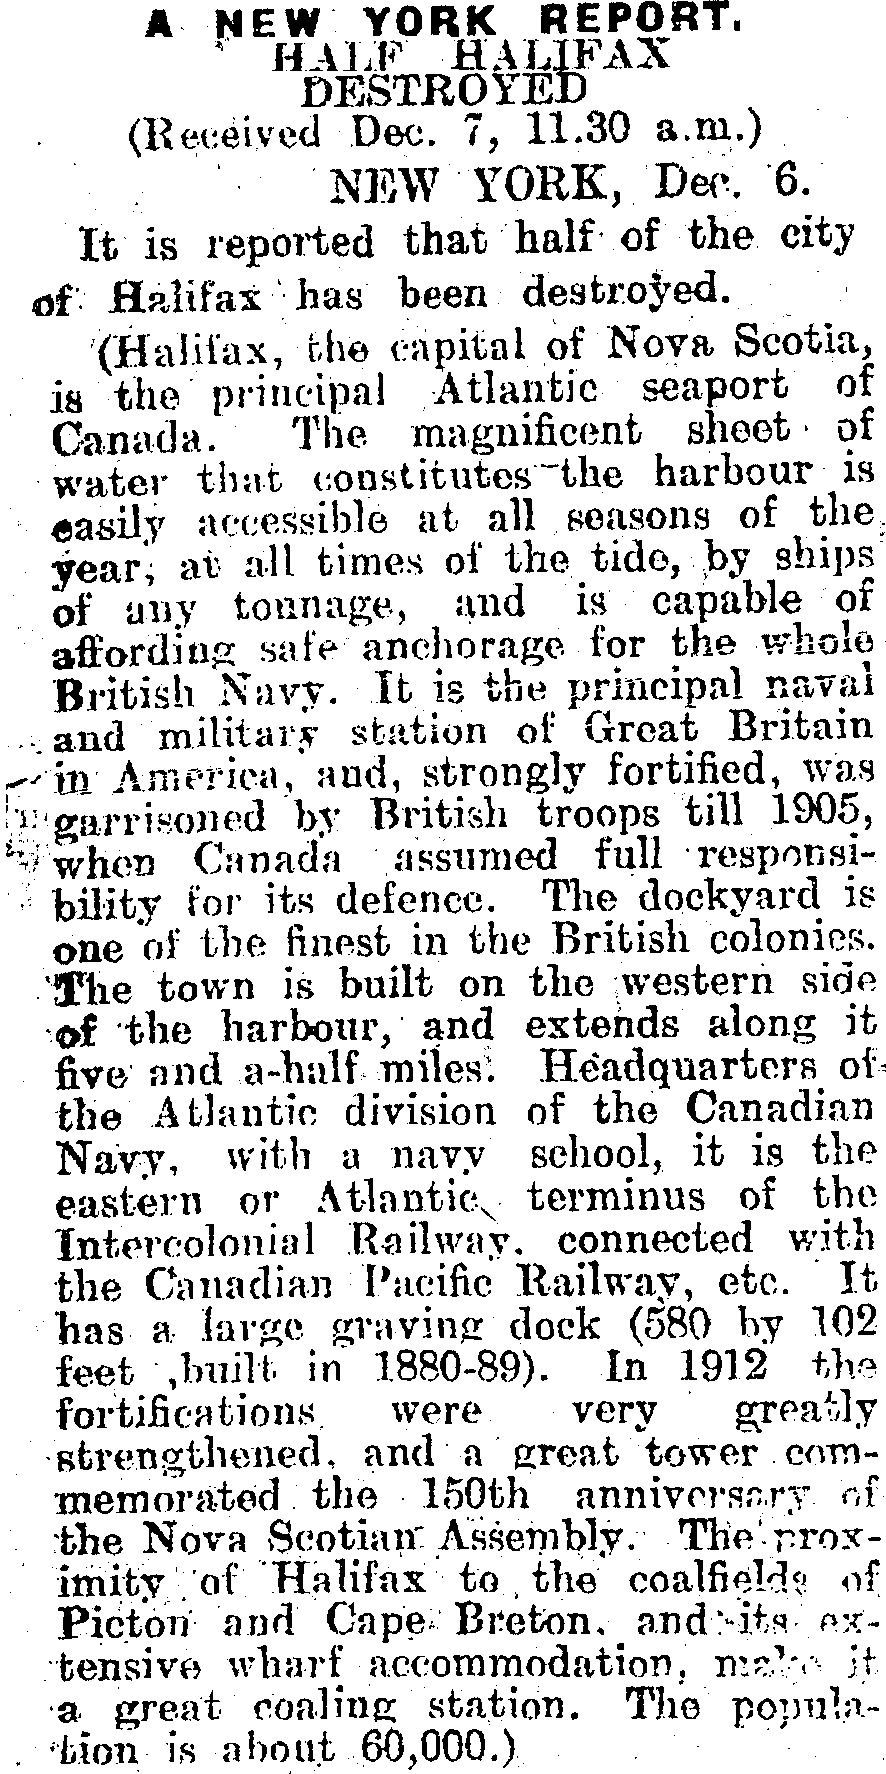 A NEW YORK REPORT.
HALF HALIFAX
DESTROYED
(Received Dec. 7, 11.30 a.m.)
NEW YORK, Dec. 6.
It is reported that half of the city
of Halifax has been destroyed.
(Halifax, the capital of Nova Scotia,
is the principal Atlantic seaport of
Canada. The magnificent sheet of
water that constitutes the harbour is
easily accessible at all seasons of the
year, at all times of the tide, by ships
of any tonnage, and is capable of
affording safe anchorage for the whole
British Navy. It is the principal naval
and military station of Great Britain
in America, and, strongly fortified, was
garrisoned by British troops till 1905,
when Canada assumed full responsi-
bility for its defence. The dockyard is
one of the finest in the British colonies.
The town is built on the western side
of the harbour, and extends along it
five and a-half miles. Headquarters of
the Atlantic division of the Canadian
Navy, with a navy school, it is the
eastern or Atlantic terminus of the
Intercolonial Railway, connected with
the Canadian Pacific Railway, etc. It
has a large graving dock (580 by 102
feet ,built in 1880-89). In 1912 the
fortifications were very greatly
strengthened, and a great tower com-
memorated the 150th anniversary of
the Nova Scotian Assembly. The prox-
imity of Halifax to the coalfields of
Picton and Cape Breton, and its ex-
tensive wharf accommodation, make it
a great coaling station. The popula-
tion is about 60,000.)